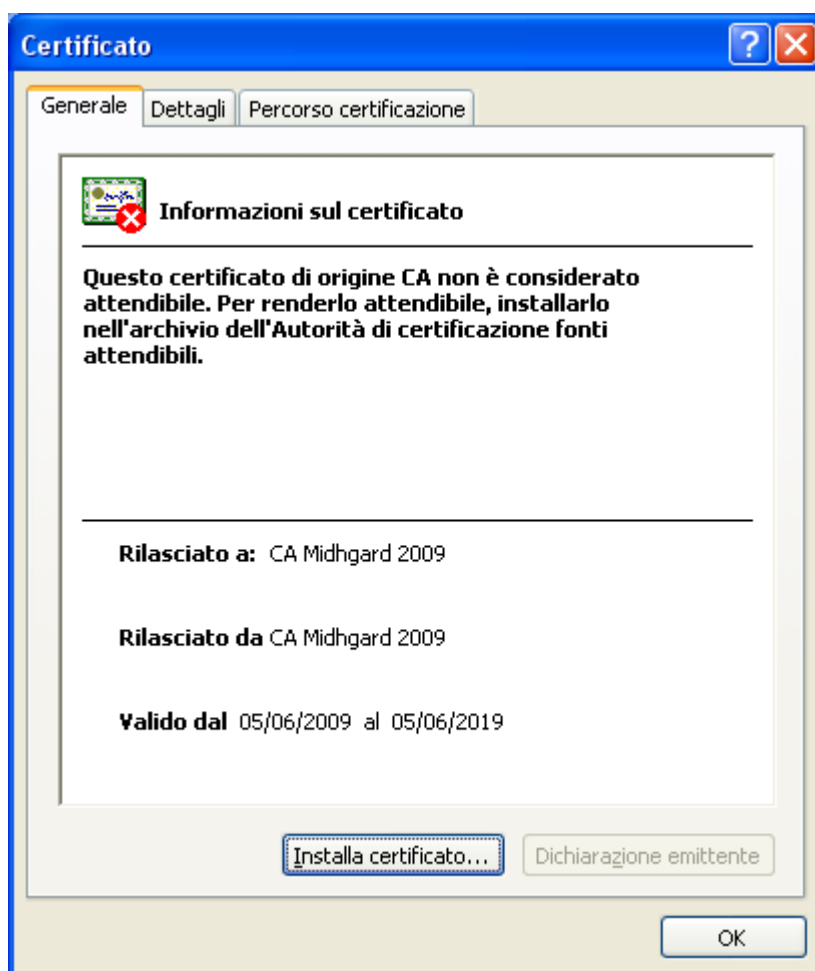 Certificato
Generale Dettagli Percorso certificazione
Informazioni sul certificato
Questo certificato di origine CA non è considerato
attendibile. Per renderlo attendibile, installarlo
nell'archivio dell'Autorità di certificazione fonti
attendibili.
Rilasciato a: CA Midhgard 2009
Rilasciato da CA Midhgard 2009
Valido dal 05/06/2009 al 05/06/2019
Installa certificato... Dichiarazione emittente
OK